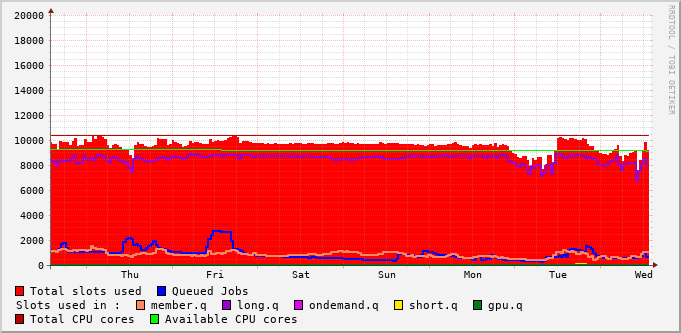 20000
18000
16000
14000
12000
10000
8000
6000
4000
2000
0
Thu Fri Sat Sun Mon Tue Wed
Total slots used Queued Jobs
Slots used in : member.q long.q ondemand.q short.q gpu.q
Total CPU cores Available CPU cores
RRDTOOL / TOBI OETIKER